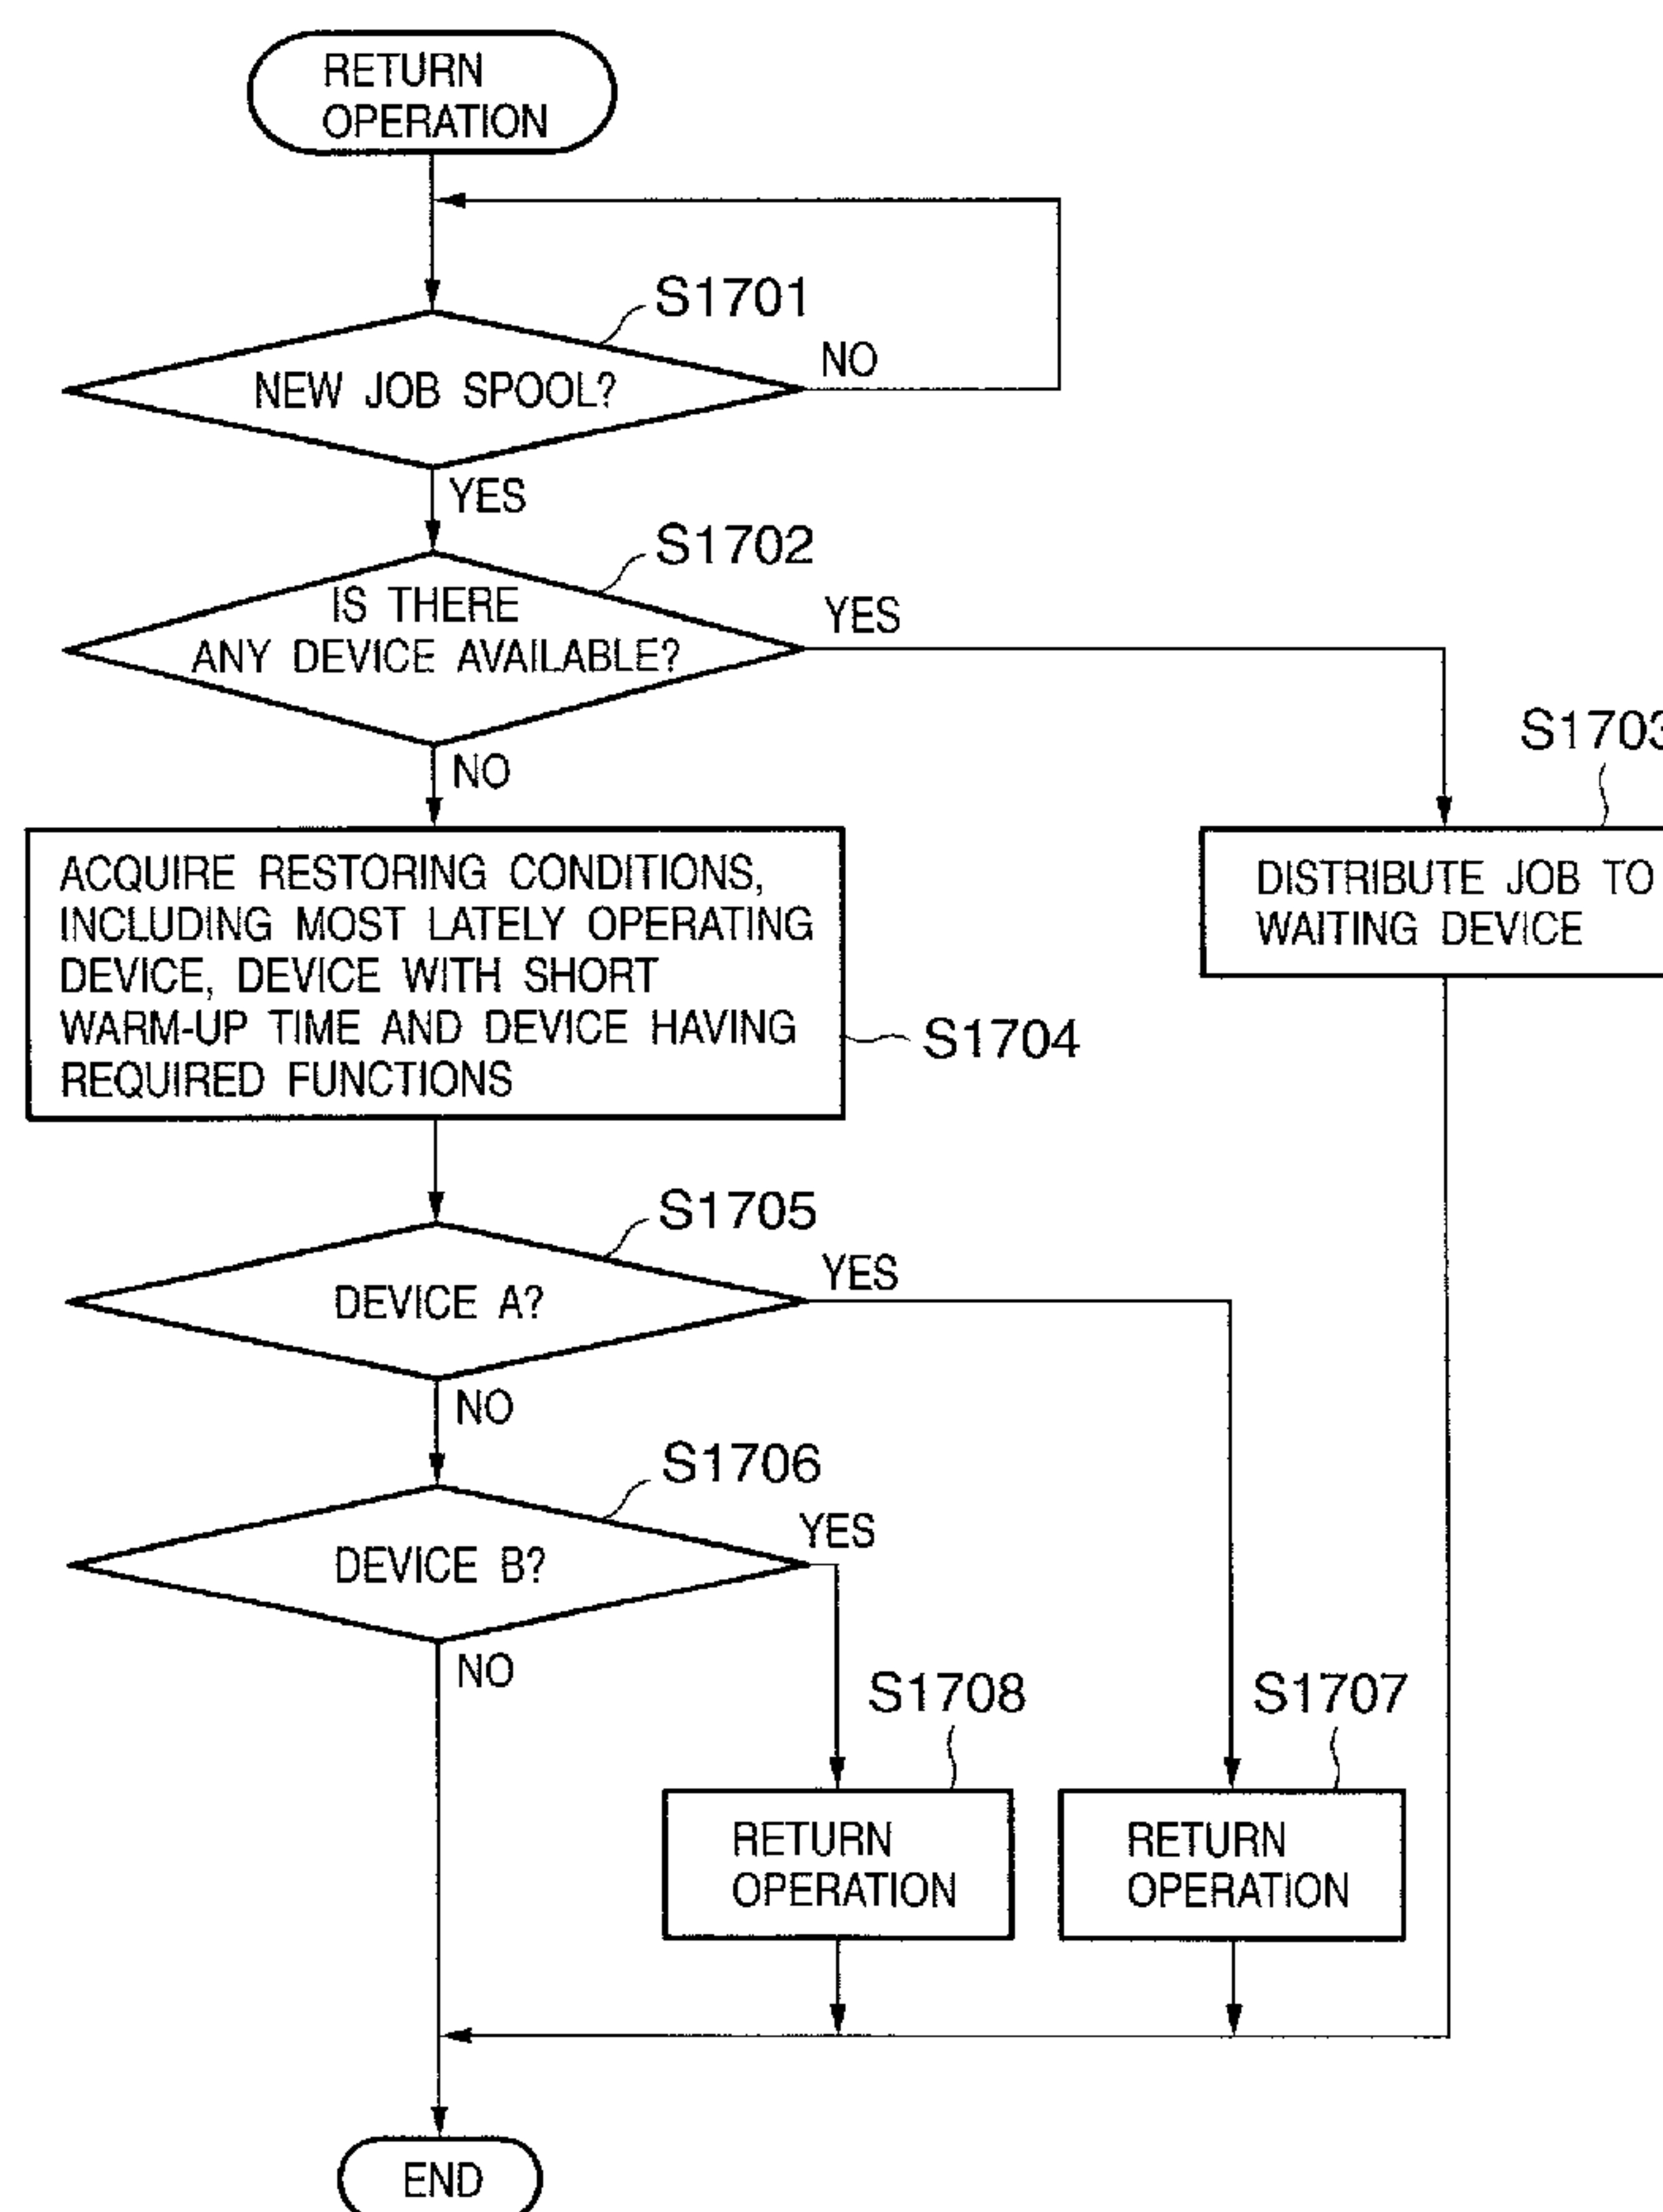 RETURN
OPERATION
S1701
NEW JOB SPOOL?
NO
YES
S1702
IS THERE
ANY DEVICE AVAILABLE?
YES
NO
S1703
DISTRIBUTE JOB TO
WAITING DEVICE
ACQUIRE RESTORING CONDITIONS,
INCLUDING MOST LATELY OPERATING
DEVICE, DEVICE WITH SHORT
WARM-UP TIME AND DEVICE HAVING
REQUIRED FUNCTIONS
S1704
S1705
DEVICE A?
YES
NO
S1706
DEVICE B?
YES
NO
S1708
RETURN
OPERATION
S1707
RETURN
OPERATION
END